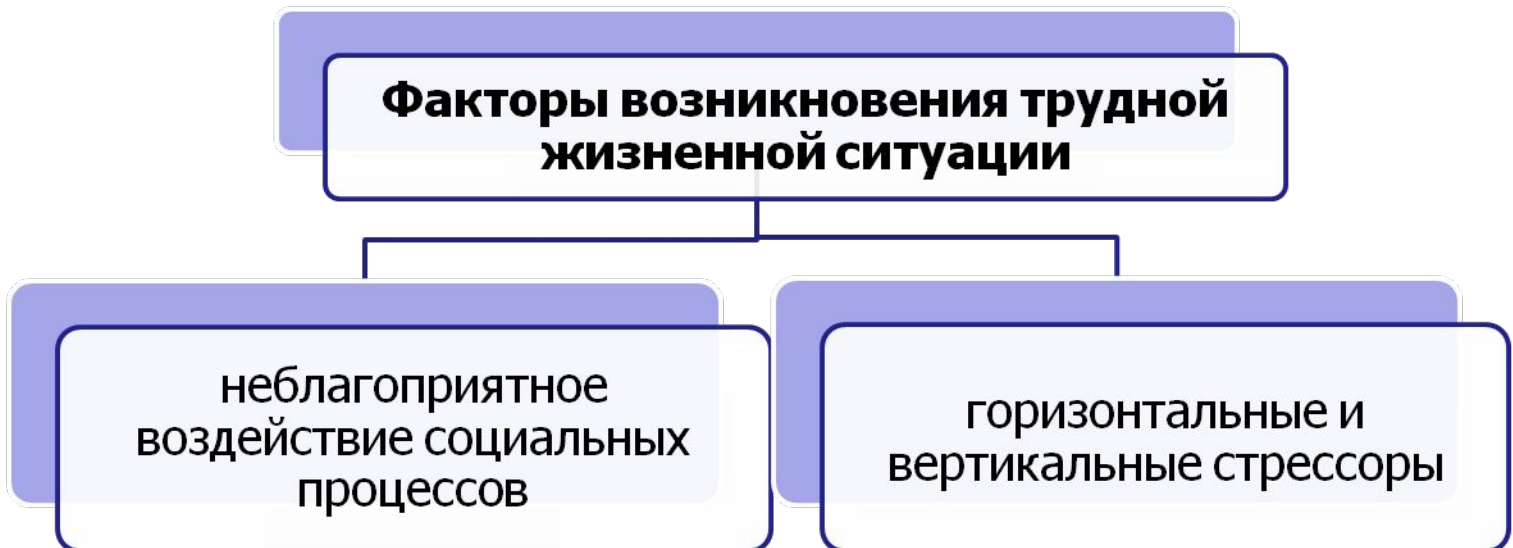 Факторы возникновения трудной
жизненной ситуации
неблагоприятное
воздействие социальных
процессов
горизонтальные и
вертикальные стрессоры